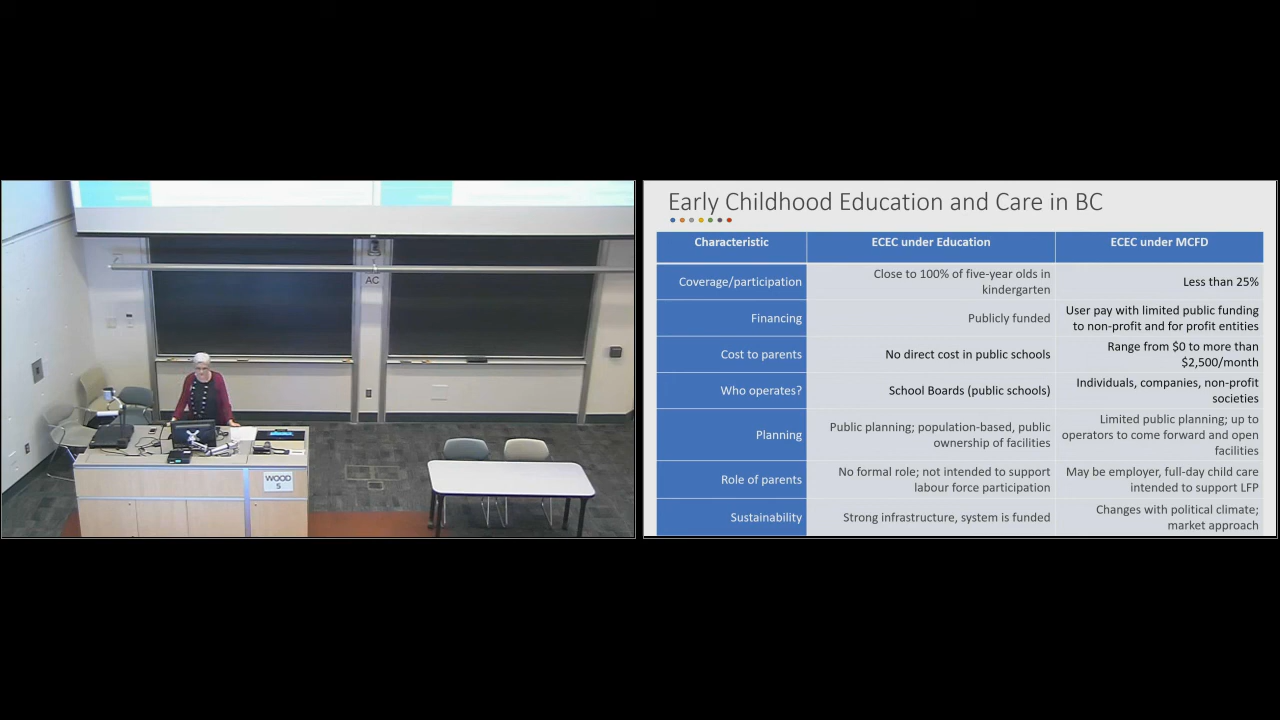 AC
WOOD
5
Early Childhood Education and Care in BC
Characteristic
ECEC under Education
ECEC under MCFD
Coverage/participation
Close to 100% of five-year olds in
kindergarten
Less than 25%
Financing
Publicly funded
User pay with limited public funding
to non-profit and for profit entities
Cost to parents
No direct cost in public schools
Range from $0 to more than
$2,500/month
Who operates?
School Boards (public schools)
Individuals, companies, non-profit
societies
Planning
Public planning; population-based, public
ownership of facilities
Limited public planning; up to
operators to come forward and open
facilities
Role of parents
No formal role; not intended to support
labour force participation
May be employer, full-day child care
intended to support LFP
Sustainability
Strong infrastructure, system is funded
Changes with political climate;
market approach